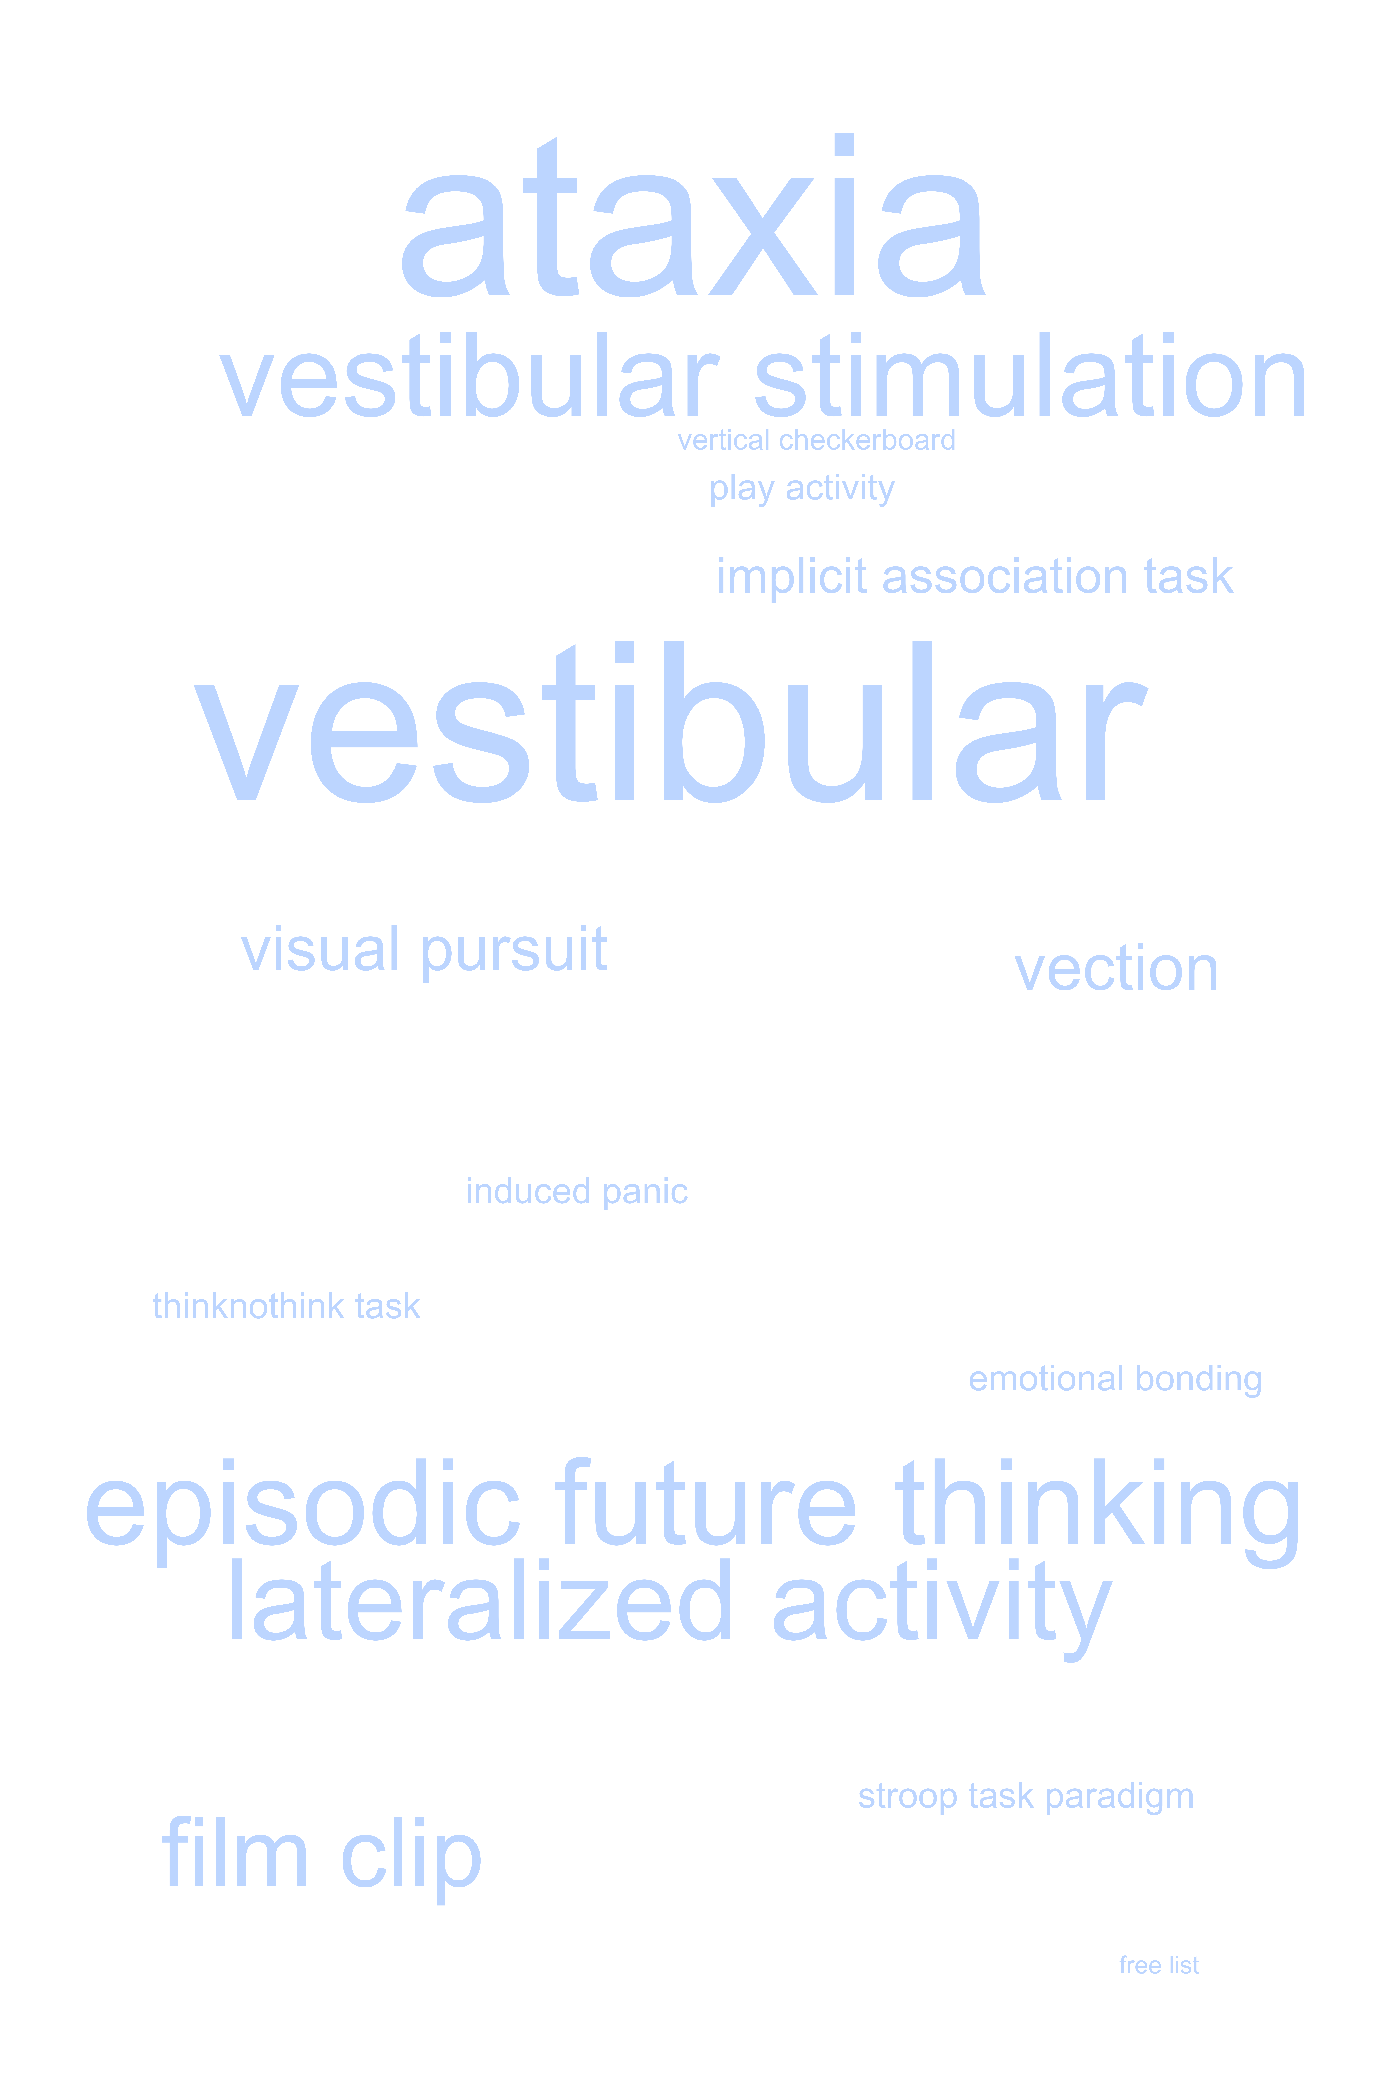 ataxia
vestibular stimulation
vertical checkerboard
play activity
implicit association task
vestibular
visual pursuit
vection
induced panic
thinknothink task
emotional bonding
episodic future thinking
lateralized activity
stroop task paradigm
film clip
free list